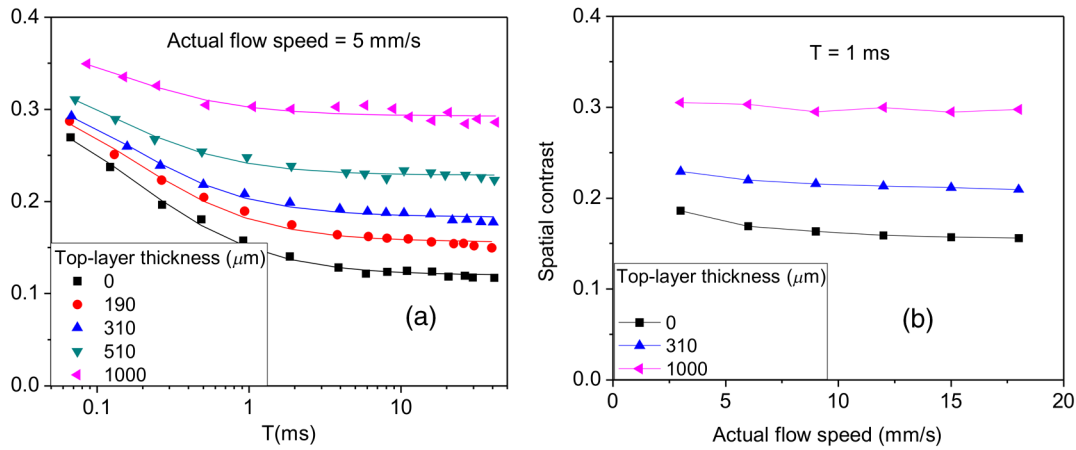 0.4
0.3
0.2
0.1
0.0
Actual flow speed = 5 mm/s
Top-layer thickness (μm)
0
190
310
510
1000
(a)
0.1
1
10
T(ms)
Spatial contrast
0.4
0.3
0.2
0.1
0.0
T = 1 ms
Top-layer thickness (μm)
0
310
1000
(b)
0
5
10
15
20
Actual flow speed (mm/s)